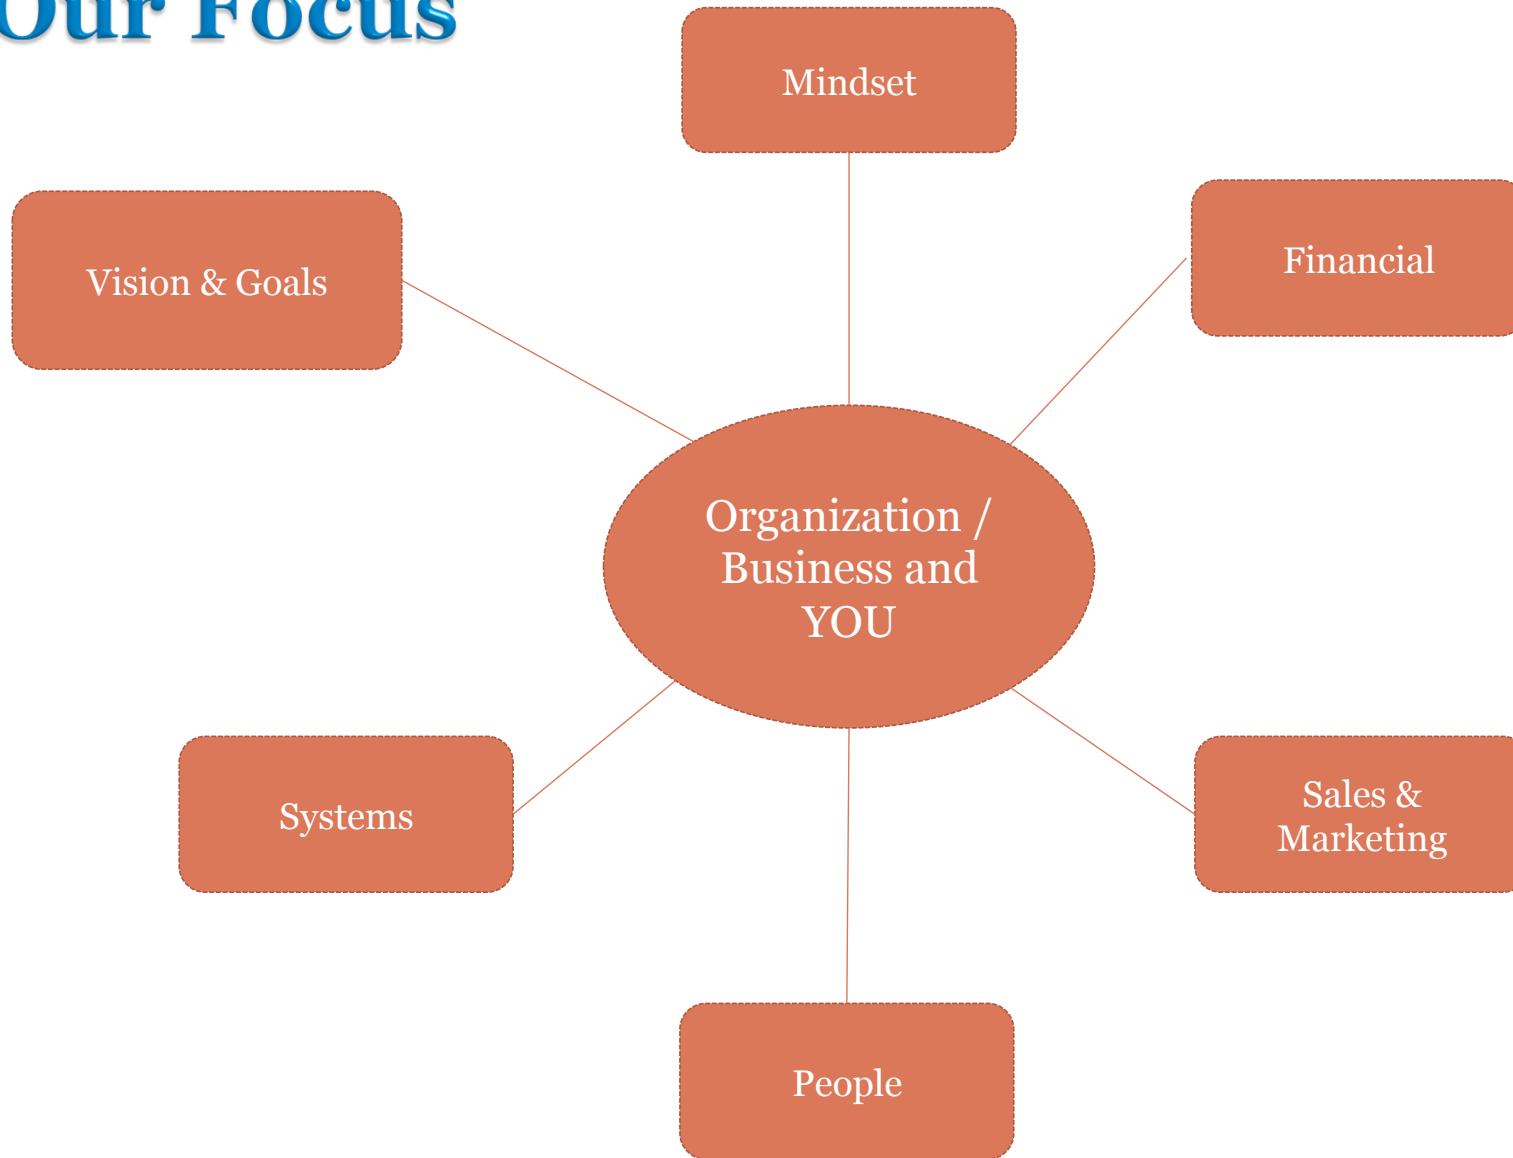 Our Focus
Mindset
Financial
Vision & Goals
Organization /
Business and
YOU
Systems
Sales &
Marketing
People